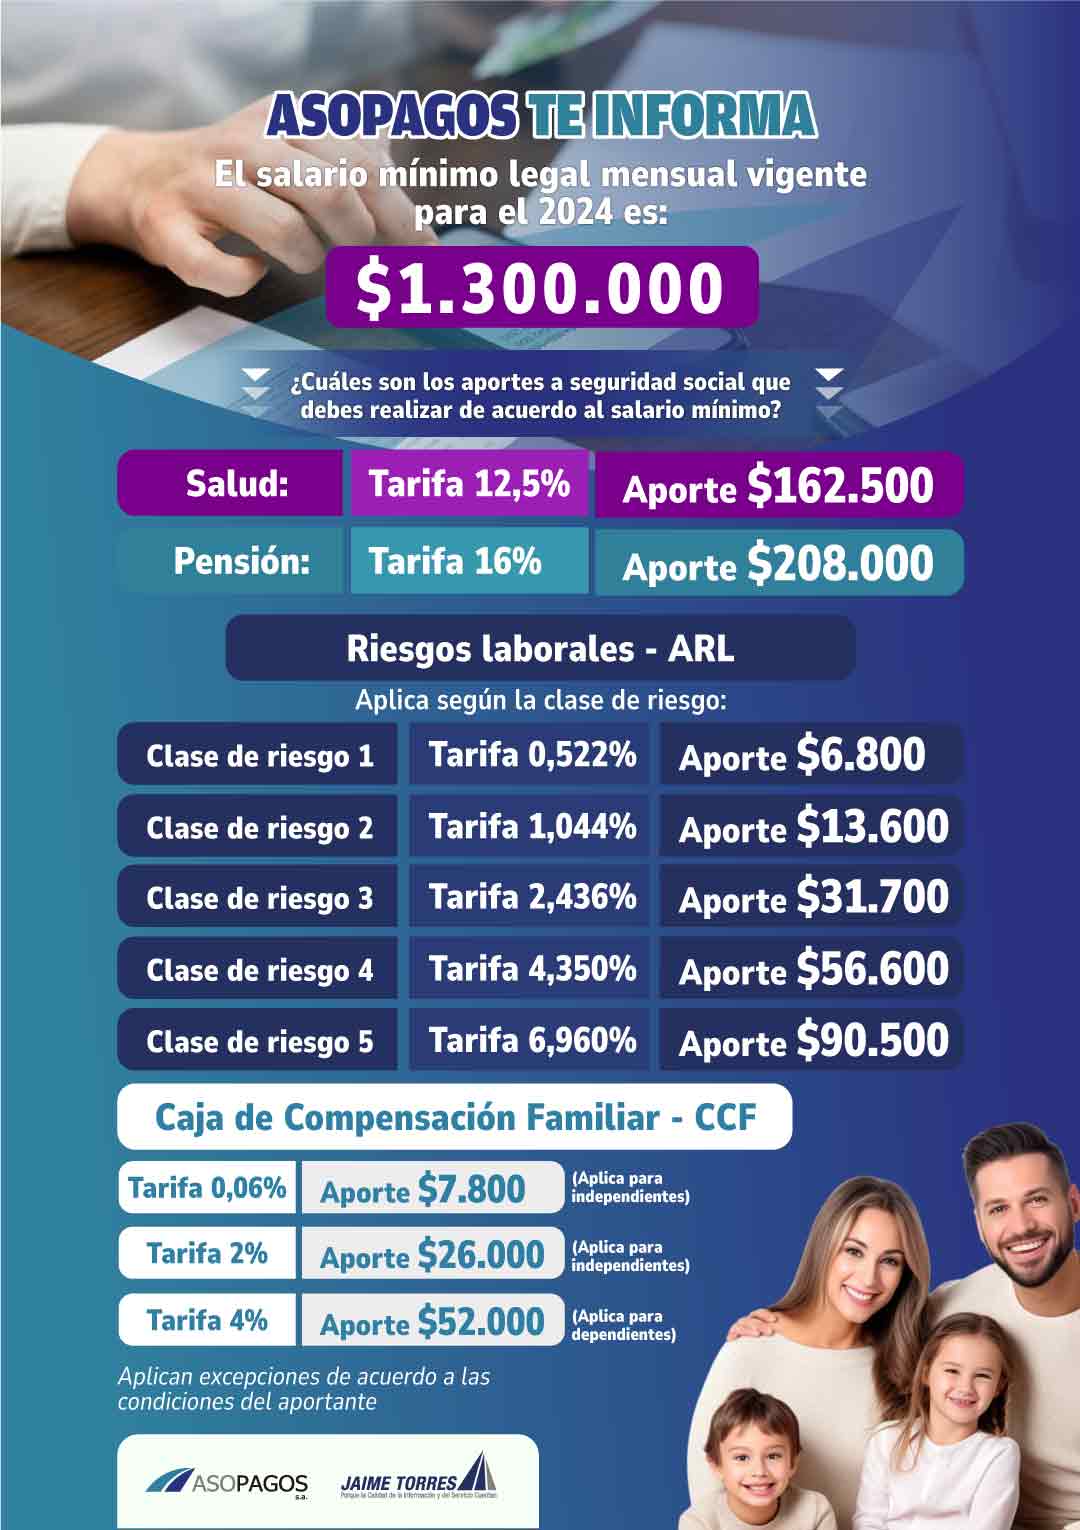 ASOPAGOS TE INFORMA
El salario mínimo legal mensual vigente
para el 2024 es:
$1.300.000
¿Cuáles son los aportes a seguridad social que
debes realizar de acuerdo al salario mínimo?
Salud: Tarifa 12,5% Aporte $162.500
Pensión: Tarifa 16% Aporte $208.000
Riesgos laborales - ARL
Aplica según la clase de riesgo:
Clase de riesgo 1 Tarifa 0,522% Aporte $6.800
Clase de riesgo 2 Tarifa 1,044% Aporte $13.600
Clase de riesgo 3 Tarifa 2,436% Aporte $31.700
Clase de riesgo 4 Tarifa 4,350% Aporte $56.600
Clase de riesgo 5 Tarifa 6,960% Aporte $90.500
Caja de Compensación Familiar - CCF
Tarifa 0,06% Aporte $7.800 (Aplica para
independientes)
Tarifa 2% Aporte $26.000 (Aplica para
independientes)
Tarifa 4% Aporte $52.000 (Aplica para
dependientes)
Aplican excepciones de acuerdo a las
condiciones del aportante
ASOPAGOS
s.a.
JAIME TORRES
Porque la Calidad de la Información y del Servicio Cuentan